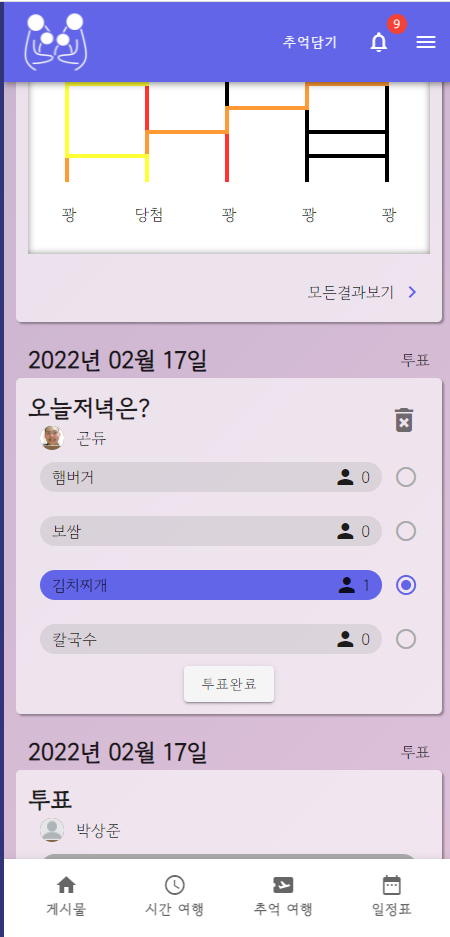 추억담기 9
꽝 당첨 꽝 꽝 꽝
모든결과보기
2022년 02월 17일 투표
오늘저녁은?
곤듀
햄버거 0
보쌈 0
김치찌개 1
칼국수 0
투표완료
2022년 02월 17일 투표
투표
박상준
게시물 시간 여행 추억 여행 일정표